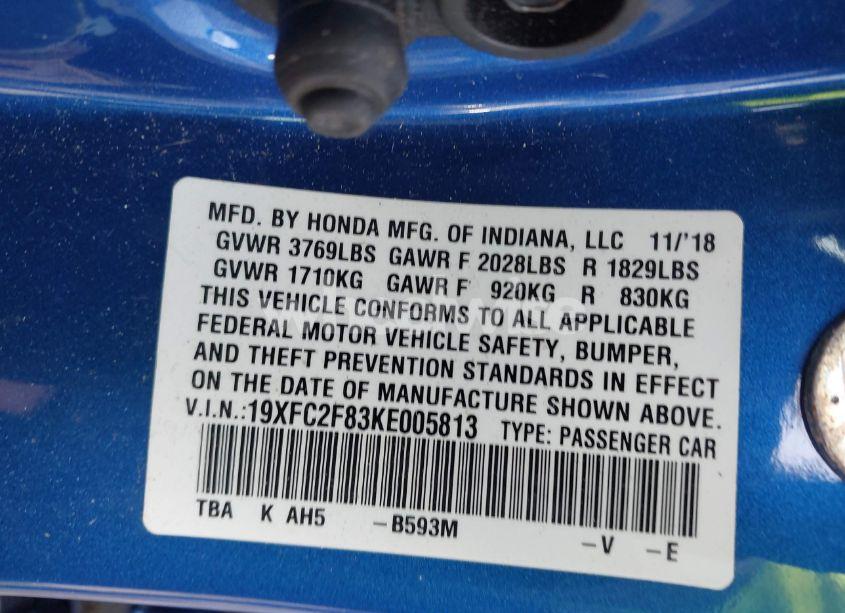 MFD. BY HONDA MFG. OF INDIANA, LLC 11/'18
GVWR 3769LBS GAWR F 2028LBS R 1829LBS
GVWR 1710KG GAWR F 920KG R 830KG
THIS VEHICLE CONFORMS TO ALL APPLICABLE
FEDERAL MOTOR VEHICLE SAFETY, BUMPER,
AND THEFT PREVENTION STANDARDS IN EFFECT
ON THE DATE OF MANUFACTURE SHOWN ABOVE.
V.I.N.:19XFC2F83KE005813 TYPE: PASSENGER CAR
TBA K AH5 -B593M -V -E